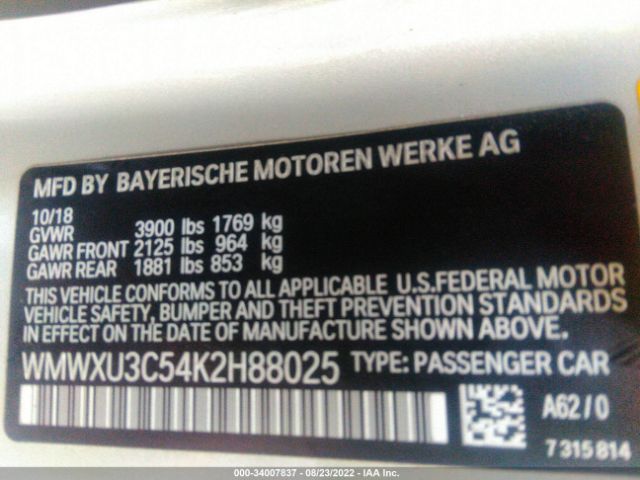 MFD BY BAYERISCHE MOTOREN WERKE AG
10/18
GVWR 3900 lbs 1769 kg
GAWR FRONT 2125 lbs 964 kg
GAWR REAR 1881 lbs 853 kg
THIS VEHICLE CONFORMS TO ALL APPLICABLE U.S.FEDERAL MOTOR
VEHICLE SAFETY, BUMPER AND THEFT PREVENTION STANDARDS
IN EFFECT ON THE DATE OF MANUFACTURE SHOWN ABOVE.
WMWXU3C54K2H88025 TYPE: PASSENGER CAR
A62/0
7315814
000-34007837 - 08/23/2022 - IAA Inc.